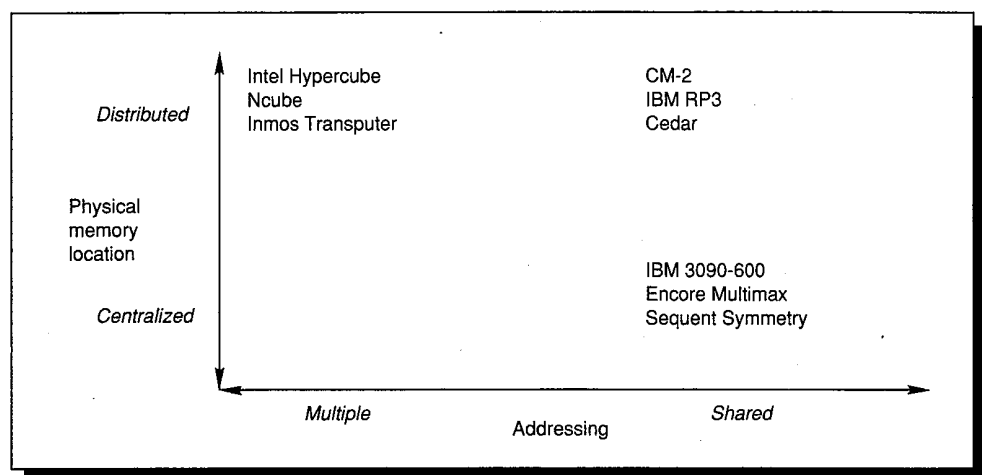 Intel Hypercube
Ncube
Inmos Transputer
CM-2
IBM RP3
Cedar
Distributed
Physical
memory
location
IBM 3090-600
Encore Multimax
Sequent Symmetry
Centralized
Multiple
Shared
Addressing